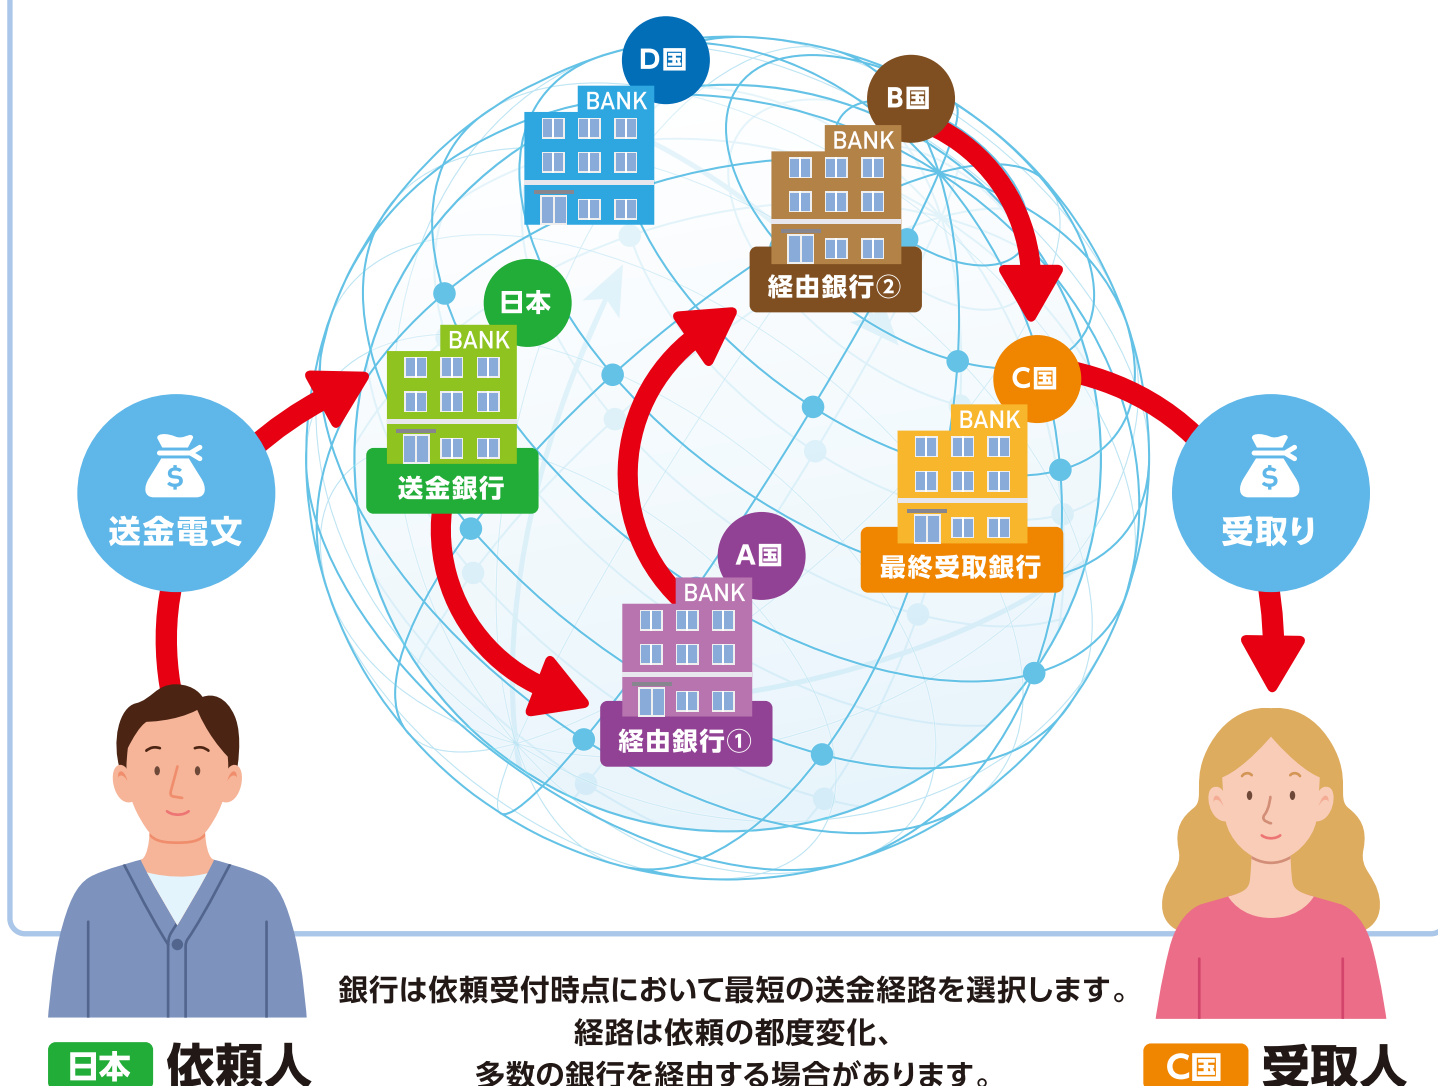 D国
BANK
B国
BANK
経由銀行②
日本
BANK
送金銀行
C国
BANK
最終受取銀行
送金電文
受取り
A国
BANK
経由銀行①
銀行は依頼受付時点において最短の送金経路を選択します。
経路は依頼の都度変化、
多数の銀行を経由する場合があります。
日本 依頼人
C国 受取人